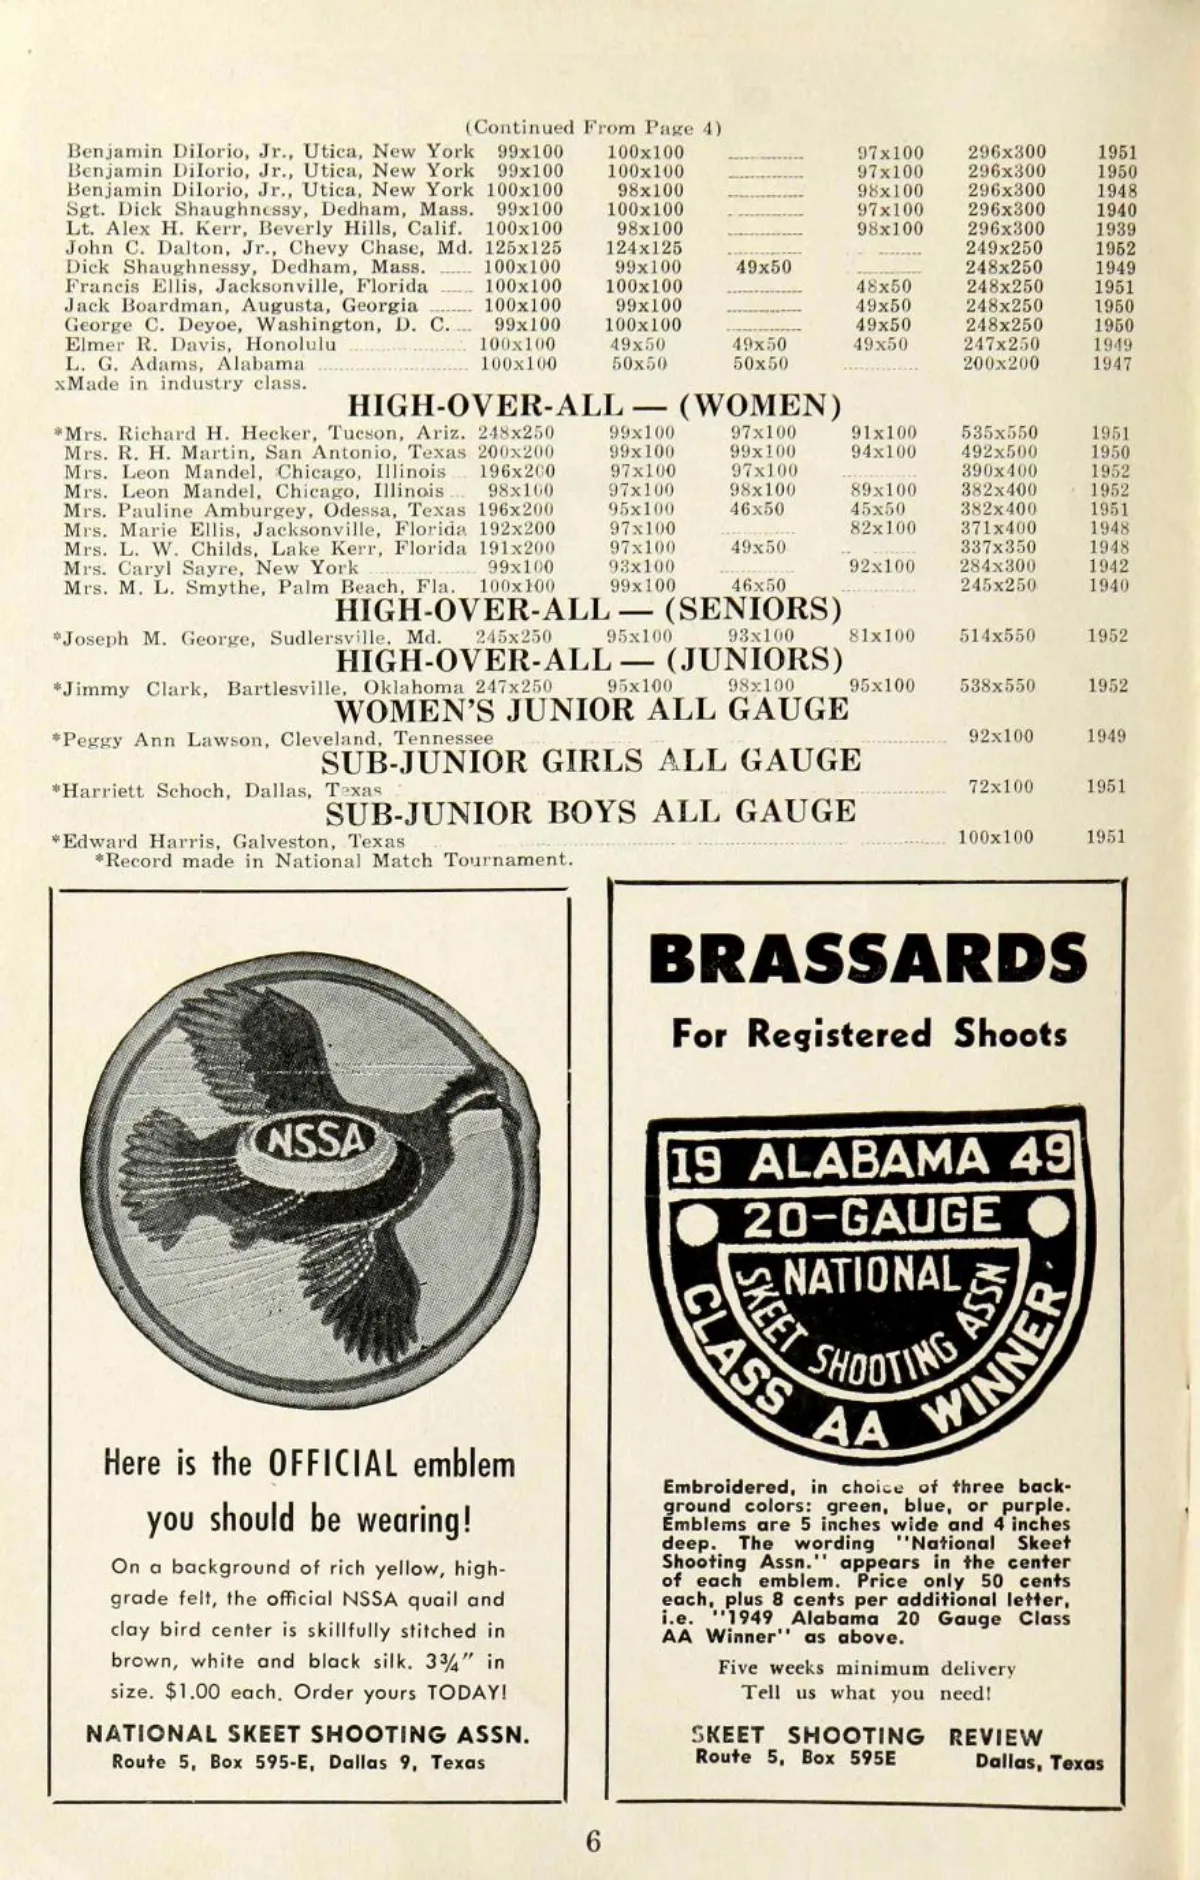 (Continued From Page 4)
Benjamin DiIorio, Jr., Utica, New York 99x100 100x100 97x100 296x300 1951
Benjamin DiIorio, Jr., Utica, New York 99x100 100x100 97x100 296x300 1950
Benjamin DiIorio, Jr., Utica, New York 100x100 98x100 98x100 296x300 1948
Sgt. Dick Shaughnessy, Dedham, Mass. 99x100 100x100 97x100 296x300 1940
Lt. Alex H. Kerr, Beverly Hills, Calif. 100x100 98x100 98x100 296x300 1939
John C. Dalton, Jr., Chevy Chase, Md. 125x125 124x125 249x250 1952
Dick Shaughnessy, Dedham, Mass. 100x100 99x100 49x50 248x250 1949
Francis Ellis, Jacksonville, Florida 100x100 100x100 48x50 248x250 1951
Jack Boardman, Augusta, Georgia 100x100 99x100 49x50 248x250 1950
George C. Deyoe, Washington, D. C. 99x100 100x100 49x50 248x250 1950
Elmer R. Davis, Honolulu 100x100 49x50 49x50 49x50 247x250 1949
L. G. Adams, Alabama 100x100 50x50 50x50 200x200 1947
xMade in industry class.
HIGH-OVER-ALL — (WOMEN)
*Mrs. Richard H. Hecker, Tucson, Ariz. 248x250 99x100 97x100 91x100 535x550 1951
Mrs. R. H. Martin, San Antonio, Texas 200x200 99x100 99x100 94x100 492x500 1950
Mrs. Leon Mandel, Chicago, Illinois 196x200 97x100 97x100 390x400 1952
Mrs. Leon Mandel, Chicago, Illinois 98x100 97x100 98x100 89x100 382x400 1952
Mrs. Pauline Amburgey, Odessa, Texas 196x200 95x100 46x50 45x50 382x400 1951
Mrs. Marie Ellis, Jacksonville, Florida 192x200 97x100 82x100 371x400 1948
Mrs. L. W. Childs, Lake Kerr, Florida 191x200 97x100 49x50 337x350 1948
Mrs. Caryl Sayre, New York 99x100 93x100 92x100 284x300 1942
Mrs. M. L. Smythe, Palm Beach, Fla. 100x100 99x100 46x50 245x250 1940
HIGH-OVER-ALL — (SENIORS)
*Joseph M. George, Sudlersville, Md. 245x250 95x100 93x100 81x100 514x550 1952
HIGH-OVER-ALL — (JUNIORS)
*Jimmy Clark, Bartlesville, Oklahoma 247x250 95x100 98x100 95x100 538x550 1952
WOMEN'S JUNIOR ALL GAUGE
*Peggy Ann Lawson, Cleveland, Tennessee 92x100 1949
SUB-JUNIOR GIRLS ALL GAUGE
*Harriett Schoch, Dallas, Texas 72x100 1951
SUB-JUNIOR BOYS ALL GAUGE
*Edward Harris, Galveston, Texas 100x100 1951
*Record made in National Match Tournament.
NSSA
Here is the OFFICIAL emblem
you should be wearing!
On a background of rich yellow, high-
grade felt, the official NSSA quail and
clay bird center is skillfully stitched in
brown, white and black silk. 3¾" in
size. $1.00 each. Order yours TODAY!
NATIONAL SKEET SHOOTING ASSN.
Route 5, Box 595-E, Dallas 9, Texas
BRASSARDS
For Registered Shoots
19 ALABAMA 49
20-GAUGE
NATIONAL
SKEET SHOOTING ASSN
CLASS AA WINNER
Embroidered, in choice of three back-
ground colors: green, blue, or purple.
Emblems are 5 inches wide and 4 inches
deep. The wording "National Skeet
Shooting Assn." appears in the center
of each emblem. Price only 50 cents
each, plus 8 cents per additional letter,
i.e. "1949 Alabama 20 Gauge Class
AA Winner" as above.
Five weeks minimum delivery
Tell us what you need!
SKEET SHOOTING REVIEW
Route 5, Box 595E Dallas, Texas
6